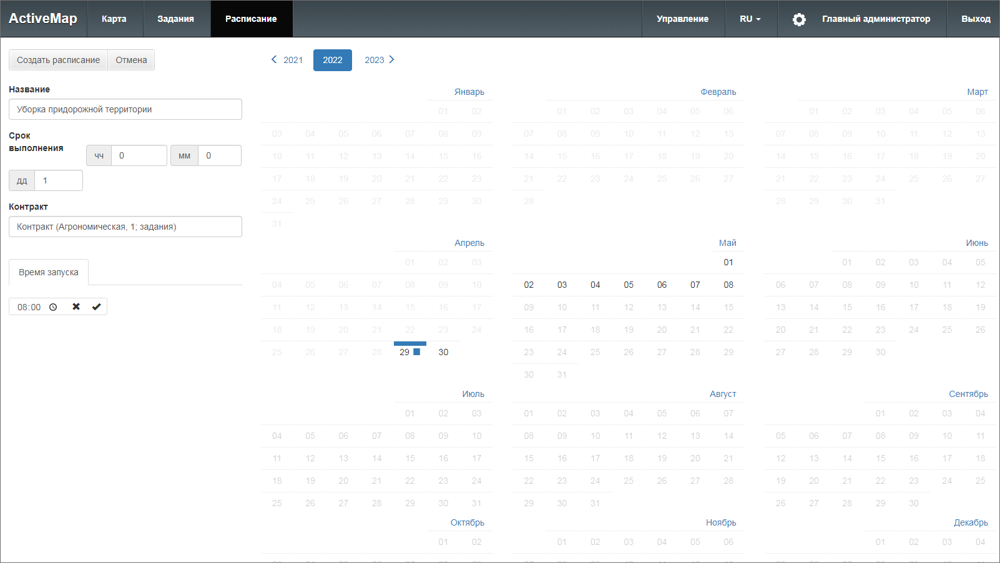 ActiveMap Карта Задания Расписание Управление RU Главный администратор Выход
Создать расписание Отмена
Название
Уборка придорожной территории
Срок
выполнения
чч 0 мм 0
дд 1
Контракт
Контракт (Агрономическая, 1; задания)
Время запуска
08:00
2021 2022 2023
Январь
01 02
03 04 05 06 07 08 09
10 11 12 13 14 15 16
17 18 19 20 21 22 23
24 25 26 27 28 29 30
31
Февраль
01 02 03 04 05 06
07 08 09 10 11 12 13
14 15 16 17 18 19 20
21 22 23 24 25 26 27
28
Март
01 02 03 04 05 06
07 08 09 10 11 12 13
14 15 16 17 18 19 20
21 22 23 24 25 26 27
28 29 30 31
Апрель
01 02 03
04 05 06 07 08 09 10
11 12 13 14 15 16 17
18 19 20 21 22 23 24
25 26 27 28 29 30
Май
01
02 03 04 05 06 07 08
09 10 11 12 13 14 15
16 17 18 19 20 21 22
23 24 25 26 27 28 29
30 31
Июнь
01 02 03 04 05
06 07 08 09 10 11 12
13 14 15 16 17 18 19
20 21 22 23 24 25 26
27 28 29 30
Июль
01 02 03
04 05 06 07 08 09 10
11 12 13 14 15 16 17
18 19 20 21 22 23 24
25 26 27 28 29 30 31
Август
01 02 03 04 05 06 07
08 09 10 11 12 13 14
15 16 17 18 19 20 21
22 23 24 25 26 27 28
29 30 31
Сентябрь
01 02 03 04
05 06 07 08 09 10 11
12 13 14 15 16 17 18
19 20 21 22 23 24 25
26 27 28 29 30
Октябрь
01 02
Ноябрь
01 02 03 04 05 06
Декабрь
01 02 03 04